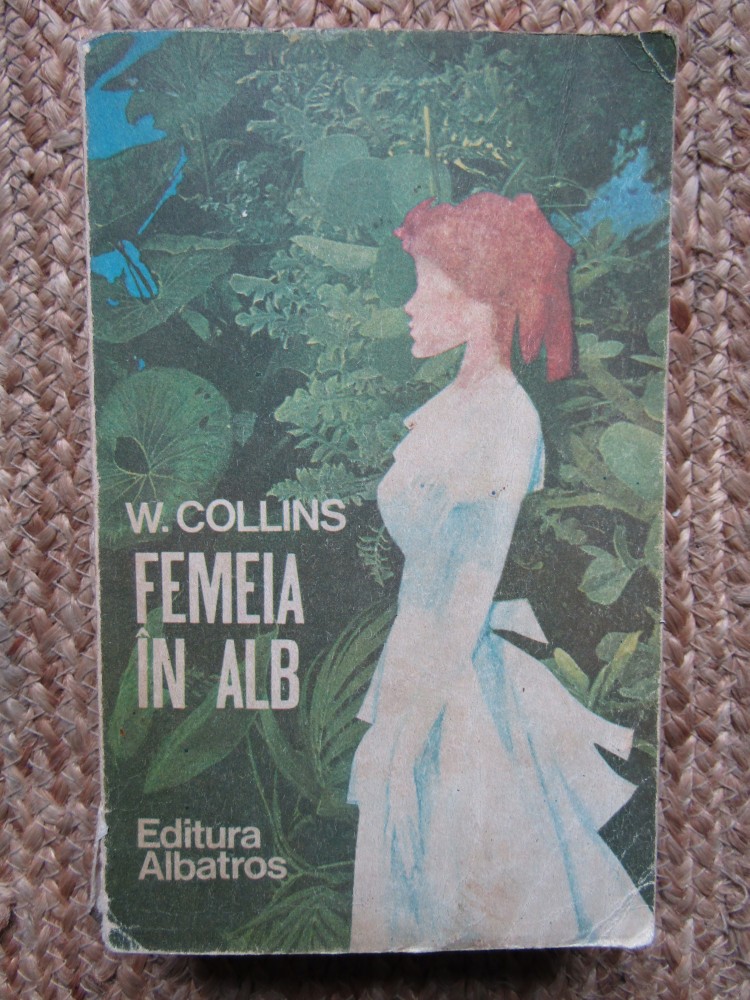 W. COLLINS
FEMEIA
ÎN ALB
Editura
Albatros